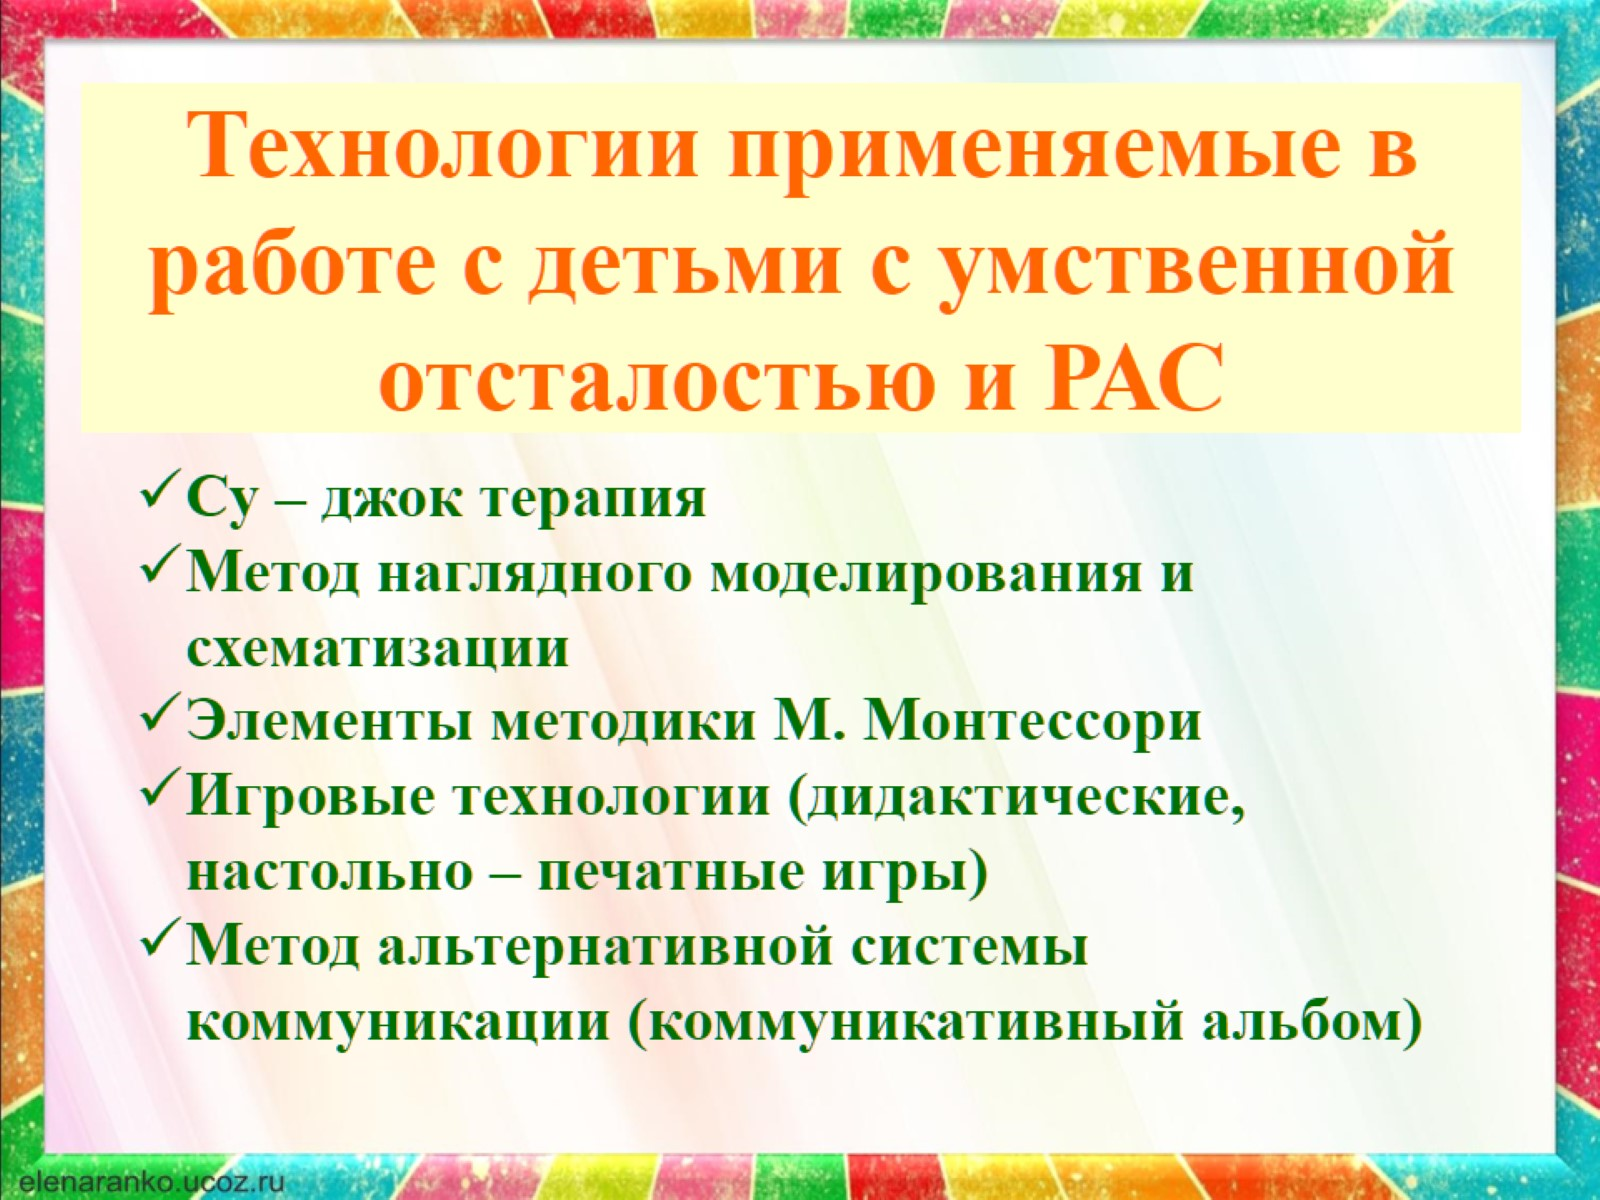 Технологии применяемые в
работе с детьми с умственной
отсталостью и РАС
✓Су – джок терапия
✓Метод наглядного моделирования и
схематизации
✓Элементы методики М. Монтессори
✓Игровые технологии (дидактические,
настольно – печатные игры)
✓Метод альтернативной системы
коммуникации (коммуникативный альбом)
elenaranko.ucoz.ru